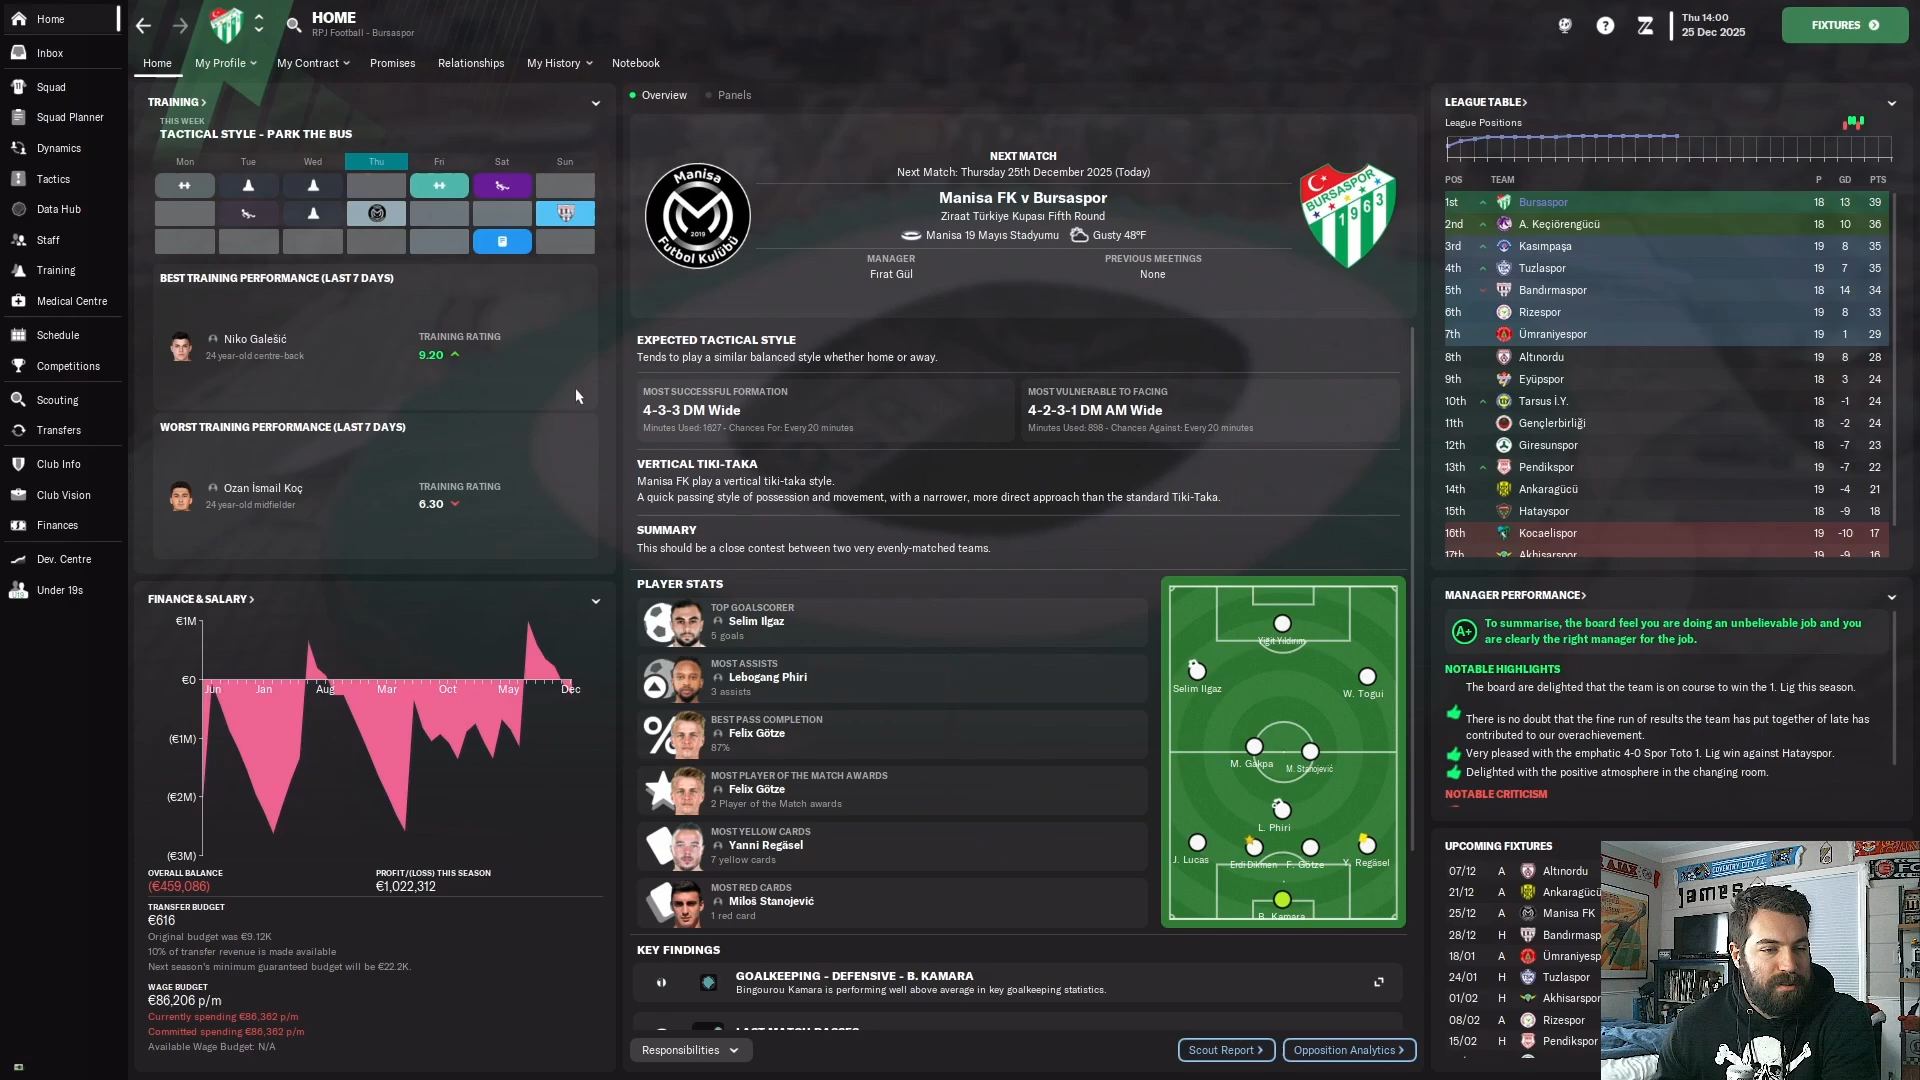 Home
Inbox
Squad
Squad Planner
Dynamics
Tactics
Data Hub
Staff
Training
Medical Centre
Schedule
Competitions
Scouting
Transfers
Club Info
Club Vision
Finances
Dev. Centre
Under 19s
HOME
RPJ Football - Bursaspor
Thu 14:00
25 Dec 2025
FIXTURES
Home
My Profile
My Contract
Promises
Relationships
My History
Notebook
TRAINING
THIS WEEK
TACTICAL STYLE - PARK THE BUS
Mon Tue Wed Thu Fri Sat Sun
BEST TRAINING PERFORMANCE (LAST 7 DAYS)
Niko Galešić
24 year-old centre-back
TRAINING RATING
9.20
WORST TRAINING PERFORMANCE (LAST 7 DAYS)
Ozan İsmail Koç
24 year-old midfielder
TRAINING RATING
6.30
FINANCE & SALARY
€1M
€0
(€1M)
(€2M)
(€3M)
Jun Jan Aug Mar Oct May Dec
OVERALL BALANCE
(€459,086)
PROFIT/(LOSS) THIS SEASON
€1,022,312
TRANSFER BUDGET
€616
Original budget was €9.12K
10% of transfer revenue is made available
Next season's minimum guaranteed budget will be €22.2K.
WAGE BUDGET
€86,206 p/m
Currently spending €86,362 p/m
Committed spending €86,362 p/m
Available Wage Budget: N/A
Overview
Panels
NEXT MATCH
Next Match: Thursday 25th December 2025 (Today)
Manisa FK v Bursaspor
Ziraat Türkiye Kupası Fifth Round
Manisa 19 Mayıs Stadyumu
Gusty 48°F
MANAGER
Fırat Gül
PREVIOUS MEETINGS
None
Manisa
2019
Futbol Kulübü
BURSASPOR
1963
EXPECTED TACTICAL STYLE
Tends to play a similar balanced style whether home or away.
MOST SUCCESSFUL FORMATION
4-3-3 DM Wide
Minutes Used: 1627 - Chances For: Every 20 minutes
MOST VULNERABLE TO FACING
4-2-3-1 DM AM Wide
Minutes Used: 898 - Chances Against: Every 20 minutes
VERTICAL TIKI-TAKA
Manisa FK play a vertical tiki-taka style.
A quick passing style of possession and movement, with a narrower, more direct approach than the standard Tiki-Taka.
SUMMARY
This should be a close contest between two very evenly-matched teams.
PLAYER STATS
TOP GOALSCORER
Selim Ilgaz
5 goals
MOST ASSISTS
Lebogang Phiri
3 assists
BEST PASS COMPLETION
Felix Götze
87%
MOST PLAYER OF THE MATCH AWARDS
Felix Götze
2 Player of the Match awards
MOST YELLOW CARDS
Yanni Regäsel
7 yellow cards
MOST RED CARDS
Miloš Stanojević
1 red card
Yiğit Yıldırım
Selim Ilgaz
W. Togui
M. Gakpa
M. Stanojević
L. Phiri
J. Lucas
Erdi Dikmen
F. Götze
Y. Regäsel
B. Kamara
KEY FINDINGS
GOALKEEPING - DEFENSIVE - B. KAMARA
Bingourou Kamara is performing well above average in key goalkeeping statistics.
LAST MATCH PASSES
Responsibilities
Scout Report
Opposition Analytics
LEAGUE TABLE
League Positions
POS TEAM P GD PTS
1st Bursaspor 18 13 39
2nd A. Keçiörengücü 18 10 36
3rd Kasımpaşa 19 8 35
4th Tuzlaspor 19 7 35
5th Bandırmaspor 18 14 34
6th Rizespor 19 8 33
7th Ümraniyespor 19 1 29
8th Altınordu 19 8 28
9th Eyüpspor 18 3 24
10th Tarsus İ.Y. 18 -1 24
11th Gençlerbirliği 18 -2 24
12th Giresunspor 18 -7 23
13th Pendikspor 19 -7 22
14th Ankaragücü 19 -4 21
15th Hatayspor 18 -9 18
16th Kocaelispor 19 -10 17
17th Akhisarspor 19 -9 16
MANAGER PERFORMANCE
A+
To summarise, the board feel you are doing an unbelievable job and you
are clearly the right manager for the job.
NOTABLE HIGHLIGHTS
The board are delighted that the team is on course to win the 1. Lig this season.
There is no doubt that the fine run of results the team has put together of late has
contributed to our overachievement.
Very pleased with the emphatic 4-0 Spor Toto 1. Lig win against Hatayspor.
Delighted with the positive atmosphere in the changing room.
NOTABLE CRITICISM
UPCOMING FIXTURES
07/12 A Altınordu
21/12 A Ankaragücü
25/12 A Manisa FK
28/12 H Bandırmasp
18/01 A Ümraniyesp
24/01 H Tuzlaspor
01/02 H Akhisarspor
08/02 A Rizespor
15/02 H Pendikspor
AJAX
COVENTRY CITY
james